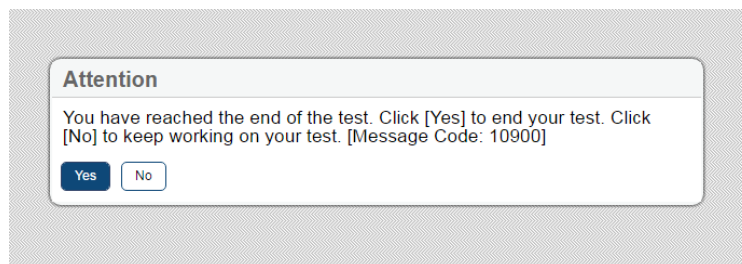 Attention
You have reached the end of the test. Click [Yes] to end your test. Click
[No] to keep working on your test. [Message Code: 10900]
Yes No